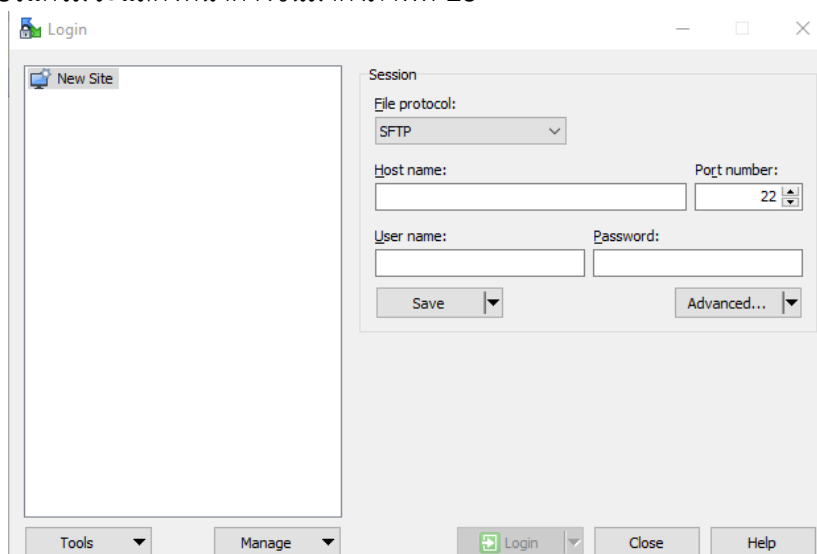 Login
New Site
Session
File protocol:
SFTP
Host name:
Port number:
22
User name:
Password:
Save
Advanced...
Tools
Manage
Login
Close
Help